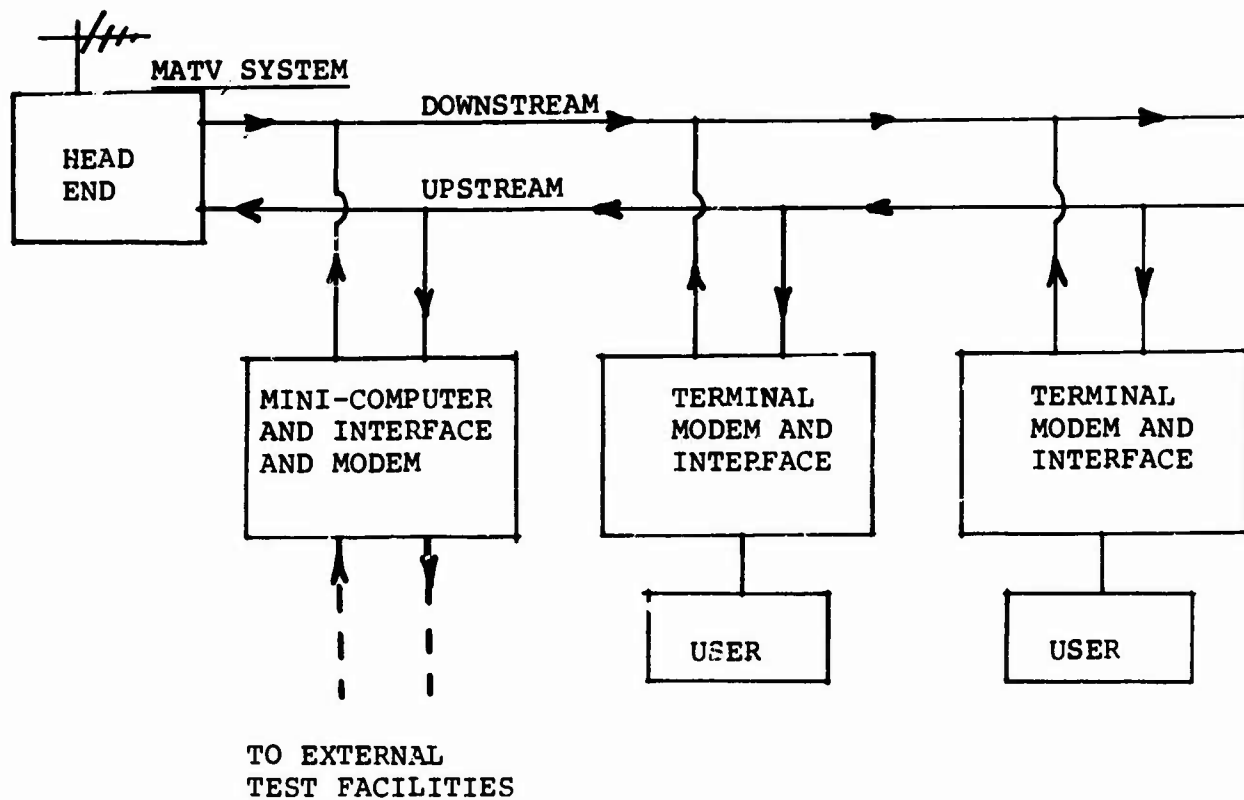 MATV SYSTEM
DOWNSTREAM
HEAD
END
UPSTREAM
MINI-COMPUTER
AND INTERFACE
AND MODEM
TERMINAL
MODEM AND
INTERFACE
TERMINAL
MODEM AND
INTERFACE
USER
USER
TO EXTERNAL
TEST FACILITIES